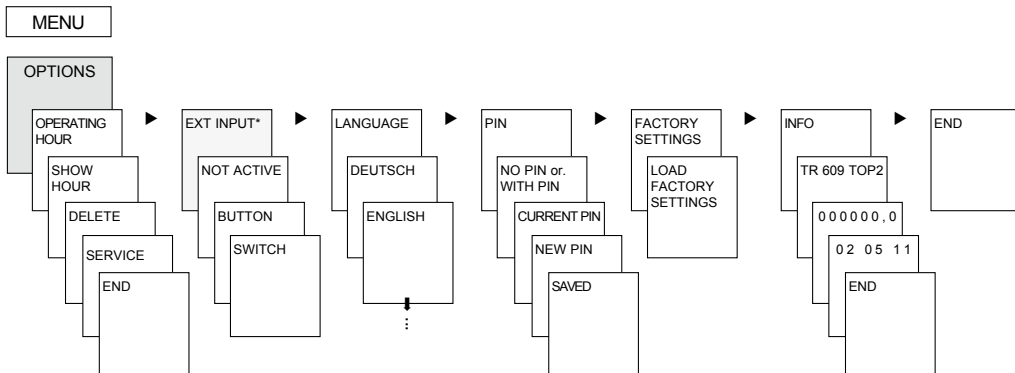 MENU
OPTIONS
OPERATING
HOUR
SHOW
HOUR
DELETE
SERVICE
END
EXT INPUT*
NOT ACTIVE
BUTTON
SWITCH
LANGUAGE
DEUTSCH
ENGLISH
...
PIN
NO PIN or.
WITH PIN
CURRENT PIN
NEW PIN
SAVED
FACTORY
SETTINGS
LOAD
FACTORY
SETTINGS
INFO
TR 609 TOP2
000000,0
02 05 11
END
END